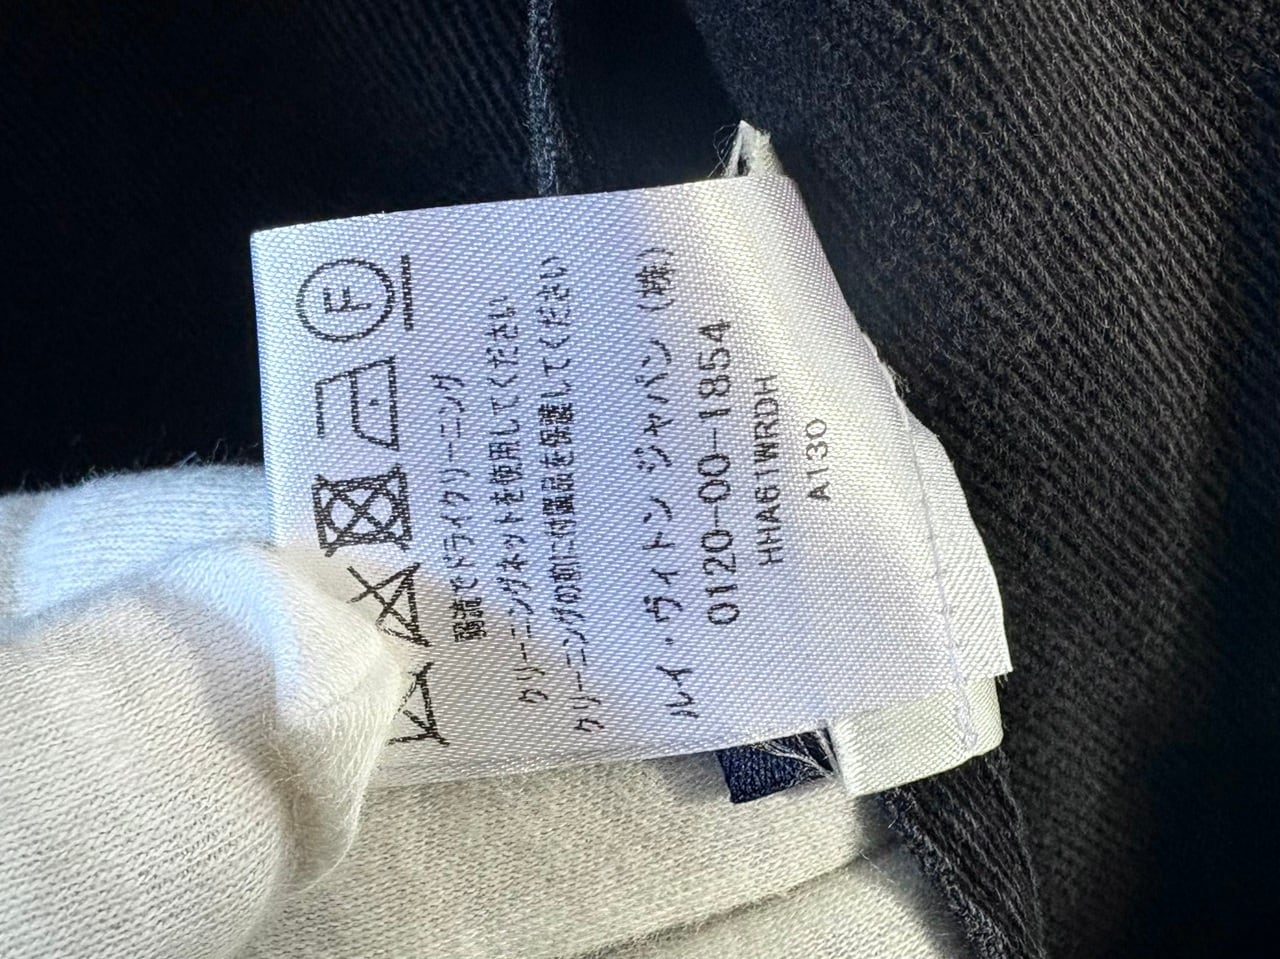 弱流でドライクリーニング
クリーニングネットを使用してください
クリーニングの前に付属品を保護してください
ルイ・ヴィトン ジャパン (株)
0120-00-1854
HHA61WRDH
A130
F